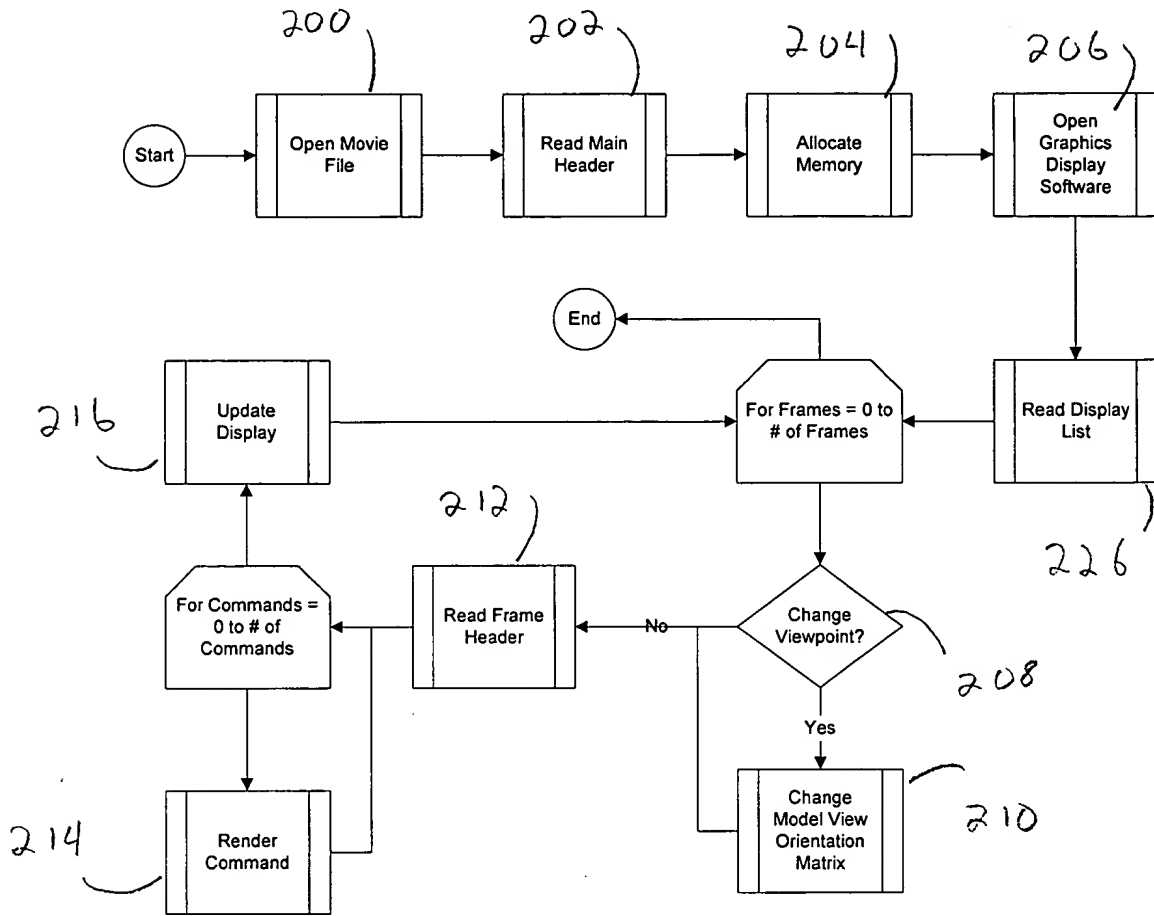 200
202
204
206
Start
Open Movie
File
Read Main
Header
Allocate
Memory
Open
Graphics
Display
Software
End
216
Update
Display
For Frames = 0 to
# of Frames
Read Display
List
226
212
For Commands =
0 to # of
Commands
Read Frame
Header
No
Change
Viewpoint?
208
Yes
214
Render
Command
Change
Model View
Orientation
Matrix
210